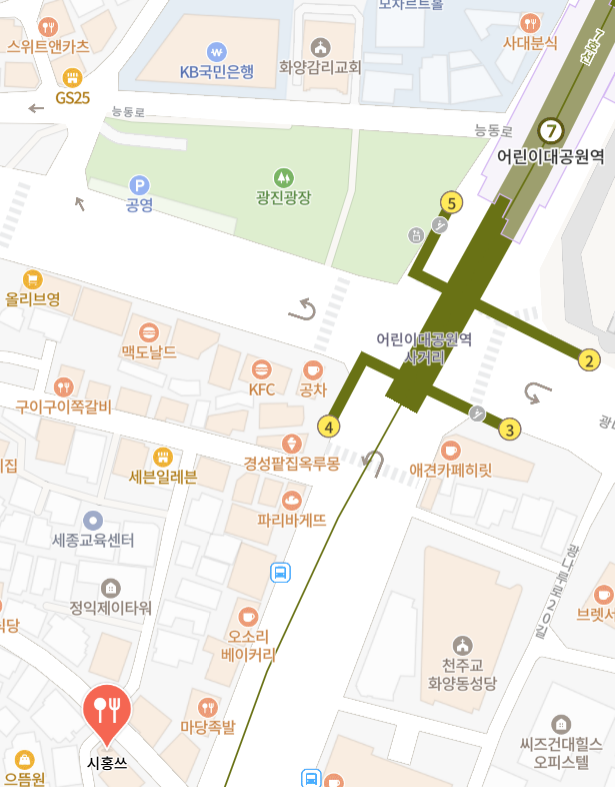 모차르트홀
스위트앤카츠
KB국민은행
화양감리교회
사대분식
7호선
GS25
능동로
능동로
7
어린이대공원역
P
공영
광진광장
5
올리브영
맥도날드
어린이대공원역
사거리
2
KFC
공차
구이구이쪽갈비
4
3
경성팥집옥루몽
애견카페히릿
세븐일레븐
파리바게뜨
세종교육센터
광나루로20길
정익제이타워
오소리
베이커리
천주교
화양동성당
마당족발
시홍쓰
씨즈건대힐스
오피스텔
으뜸원